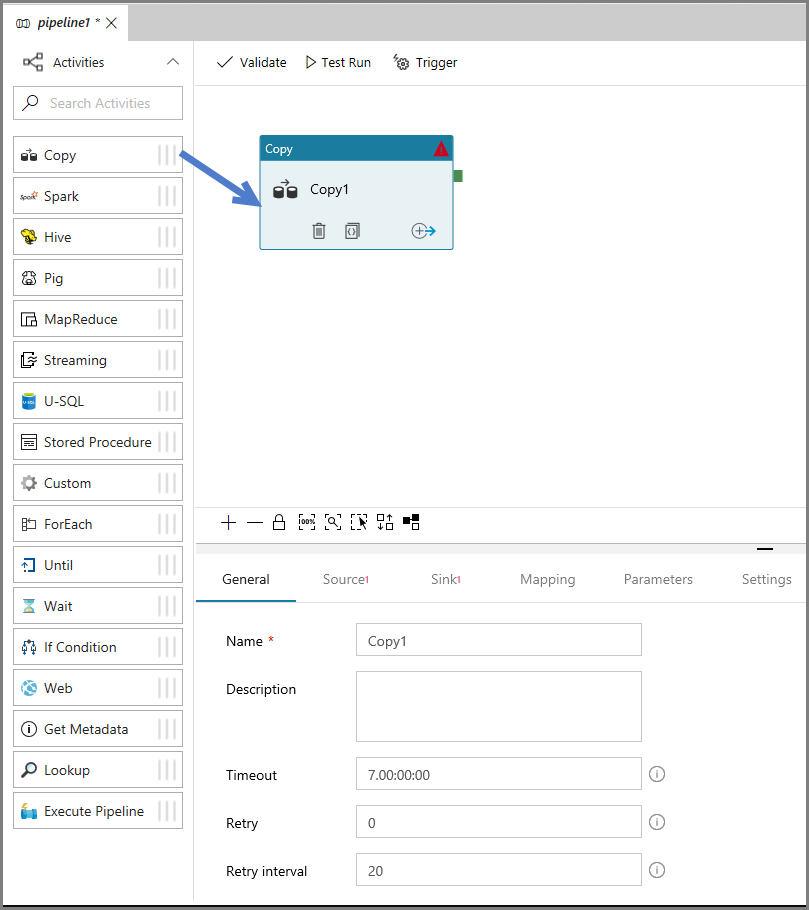 pipeline1 *
Activities
Search Activities
Copy
Spark
Spark
Hive
Pig
MapReduce
Streaming
U-SQL
U-SQL
Stored Procedure
Custom
ForEach
Until
Wait
If Condition
Web
Get Metadata
Lookup
Execute Pipeline
Validate Test Run Trigger
Copy
Copy1
100%
General Source1 Sink1 Mapping Parameters Settings
Name * Copy1
Description
Timeout 7.00:00:00
Retry 0
Retry interval 20